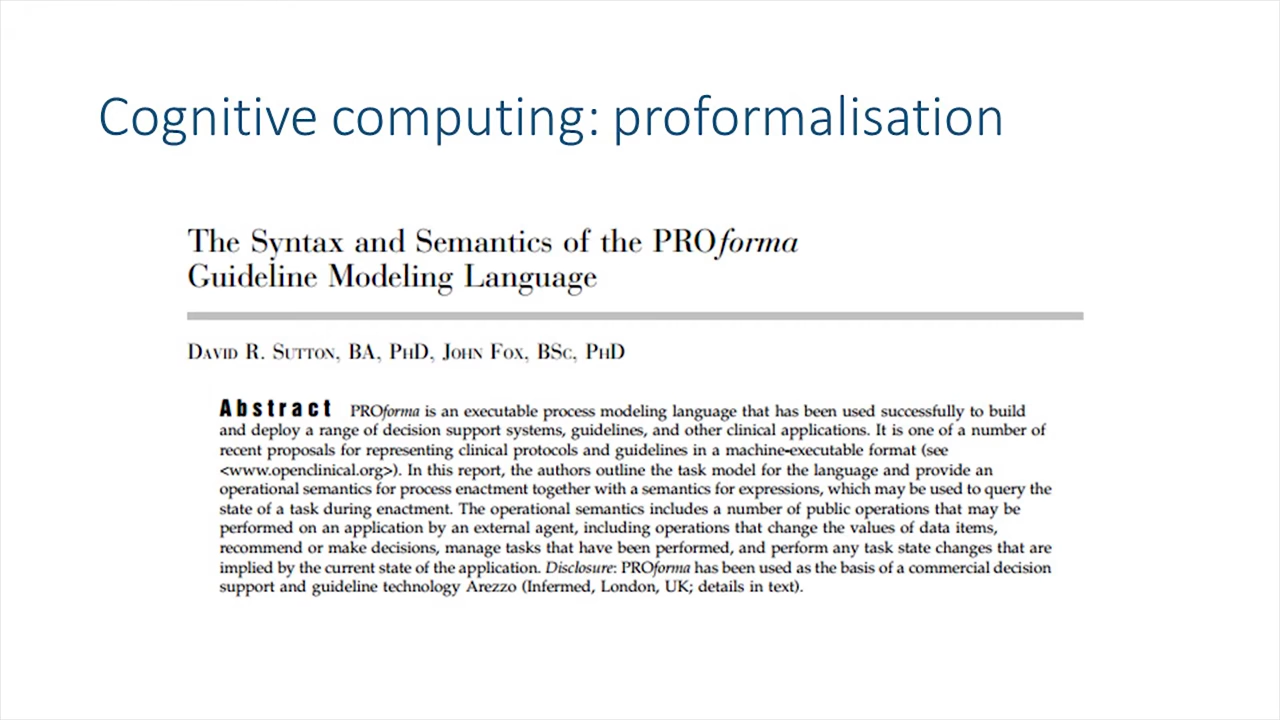 Cognitive computing: proformalisation
The Syntax and Semantics of the PROforma
Guideline Modeling Language
DAVID R. SUTTON, BA, PHD, JOHN FOX, BSC, PHD
Abstract PROforma is an executable process modeling language that has been used successfully to build
and deploy a range of decision support systems, guidelines, and other clinical applications. It is one of a number of
recent proposals for representing clinical protocols and guidelines in a machine-executable format (see
<www.openclinical.org>). In this report, the authors outline the task model for the language and provide an
operational semantics for process enactment together with a semantics for expressions, which may be used to query the
state of a task during enactment. The operational semantics includes a number of public operations that may be
performed on an application by an external agent, including operations that change the values of data items,
recommend or make decisions, manage tasks that have been performed, and perform any task state changes that are
implied by the current state of the application. Disclosure: PROforma has been used as the basis of a commercial decision
support and guideline technology Arezzo (Infermed, London, UK; details in text).